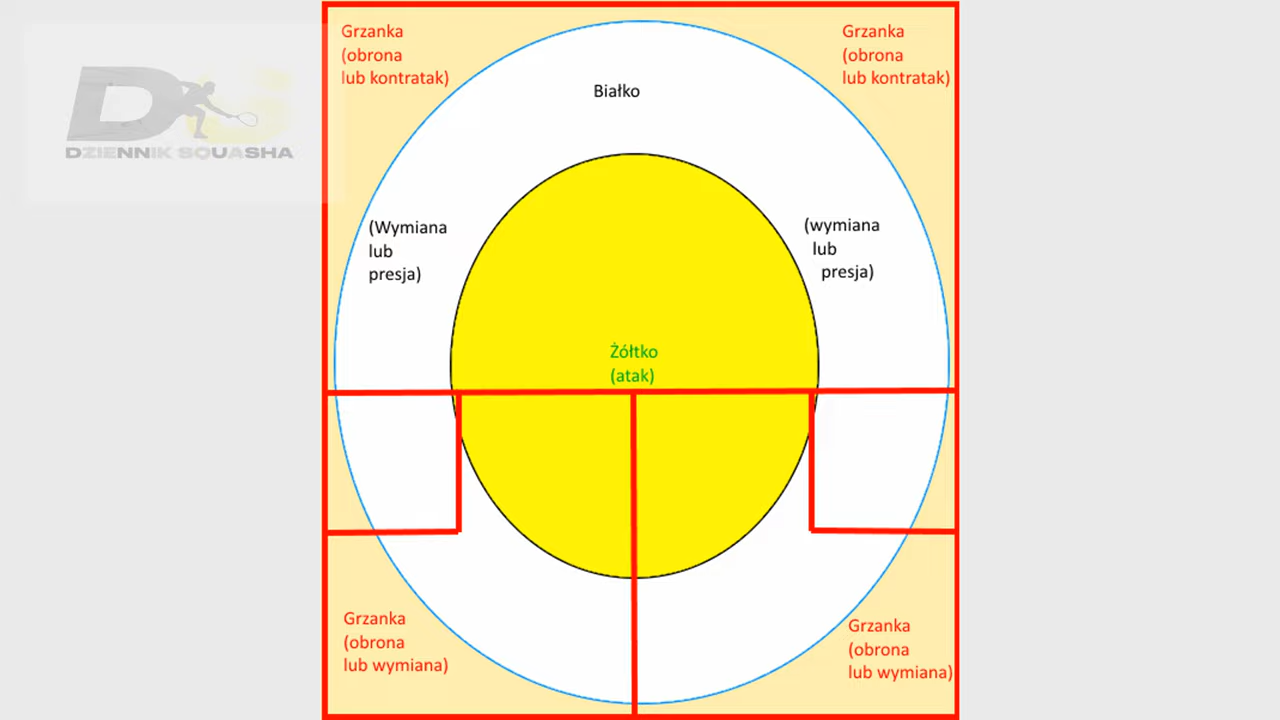 Grzanka
(obrona
lub kontratak)
Grzanka
(obrona
lub kontratak)
DZIENNIK SQUASHA
Białko
(Wymiana
lub
presja)
(wymiana
lub
presja)
Żółtko
(atak)
Grzanka
(obrona
lub wymiana)
Grzanka
(obrona
lub wymiana)